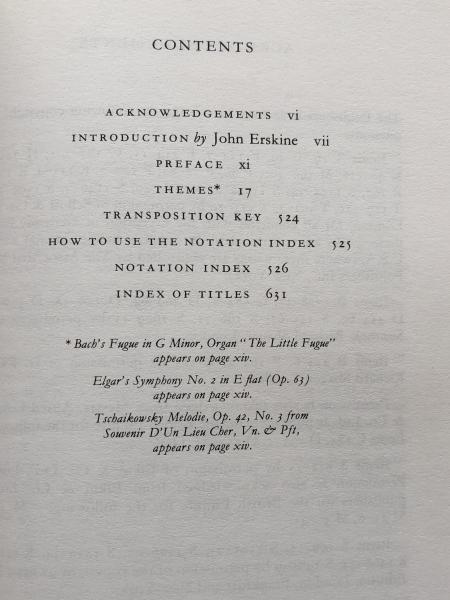 CONTENTS
ACKNOWLEDGEMENTS vi
INTRODUCTION by John Erskine vii
PREFACE xi
THEMES* 17
TRANSPOSITION KEY 524
HOW TO USE THE NOTATION INDEX 525
NOTATION INDEX 526
INDEX OF TITLES 631
* Bach's Fugue in G Minor, Organ "The Little Fugue"
appears on page xiv.
Elgar's Symphony No. 2 in E flat (Op. 63)
appears on page xiv.
Tschaikowsky Melodie, Op. 42, No. 3 from
Souvenir D'Un Lieu Cher, Vn. & Pft,
appears on page xiv.